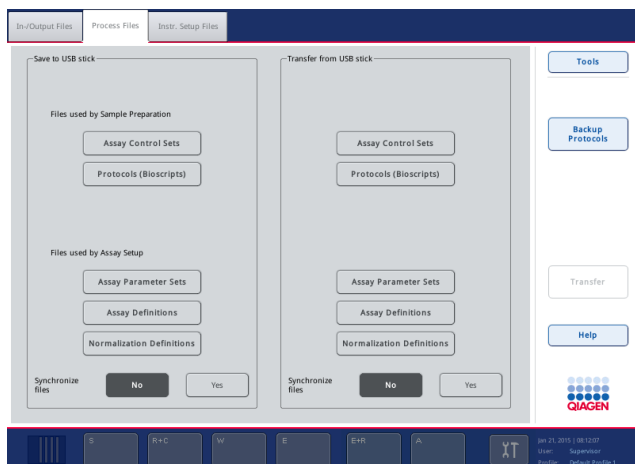 In-/Output Files
Process Files
Instr. Setup Files
Save to USB stick
Files used by Sample Preparation
Assay Control Sets
Protocols (Bioscripts)
Files used by Assay Setup
Assay Parameter Sets
Assay Definitions
Normalization Definitions
Synchronize
files
No
Yes
Transfer from USB stick
Assay Control Sets
Protocols (Bioscripts)
Assay Parameter Sets
Assay Definitions
Normalization Definitions
Synchronize
files
No
Yes
Tools
Backup
Protocols
Transfer
Help
QIAGEN
S
R+C
W
E
E+R
A
Jan 21, 2015 | 08:12:07
User: Supervisor
Profile: Default Profile 1